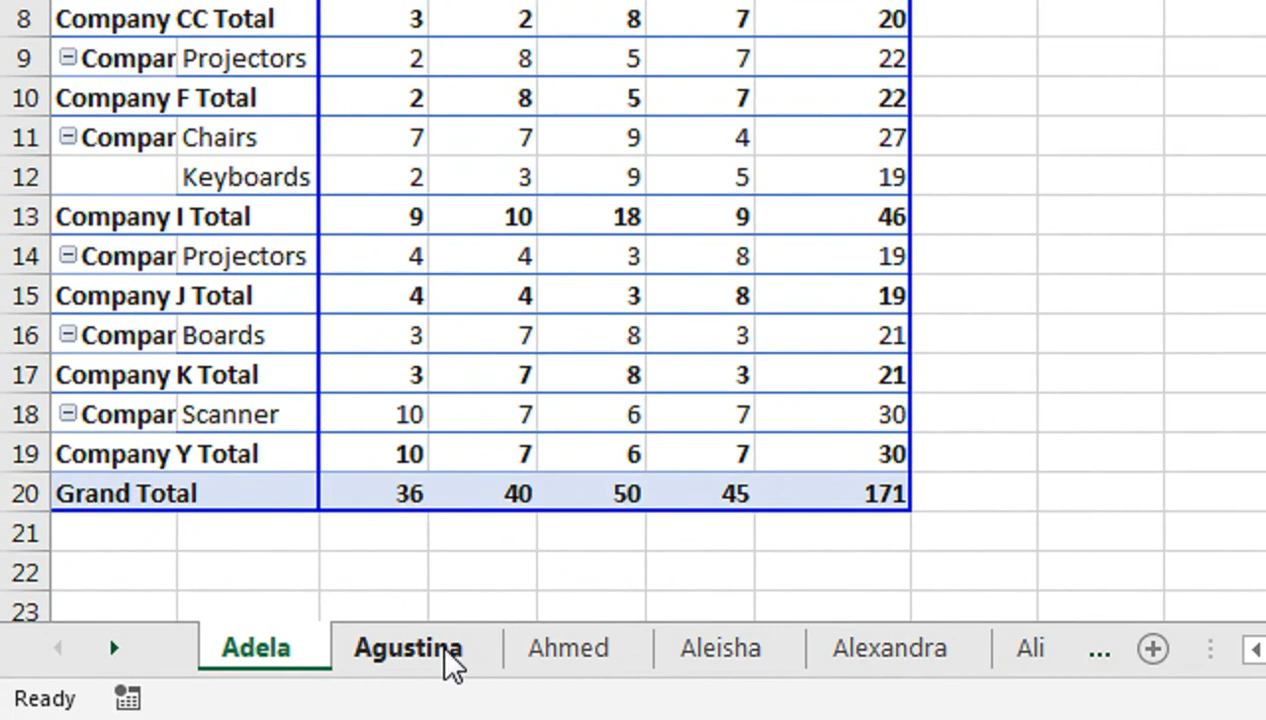 8 Company CC Total 3 2 8 7 20
9 Compar Projectors 2 8 5 7 22
10 Company F Total 2 8 5 7 22
11 Compar Chairs 7 7 9 4 27
12 Keyboards 2 3 9 5 19
13 Company I Total 9 10 18 9 46
14 Compar Projectors 4 4 3 8 19
15 Company J Total 4 4 3 8 19
16 Compar Boards 3 7 8 3 21
17 Company K Total 3 7 8 3 21
18 Compar Scanner 10 7 6 7 30
19 Company Y Total 10 7 6 7 30
20 Grand Total 36 40 50 45 171
21
22
23
Adela Agustina Ahmed Aleisha Alexandra Ali ...
Ready